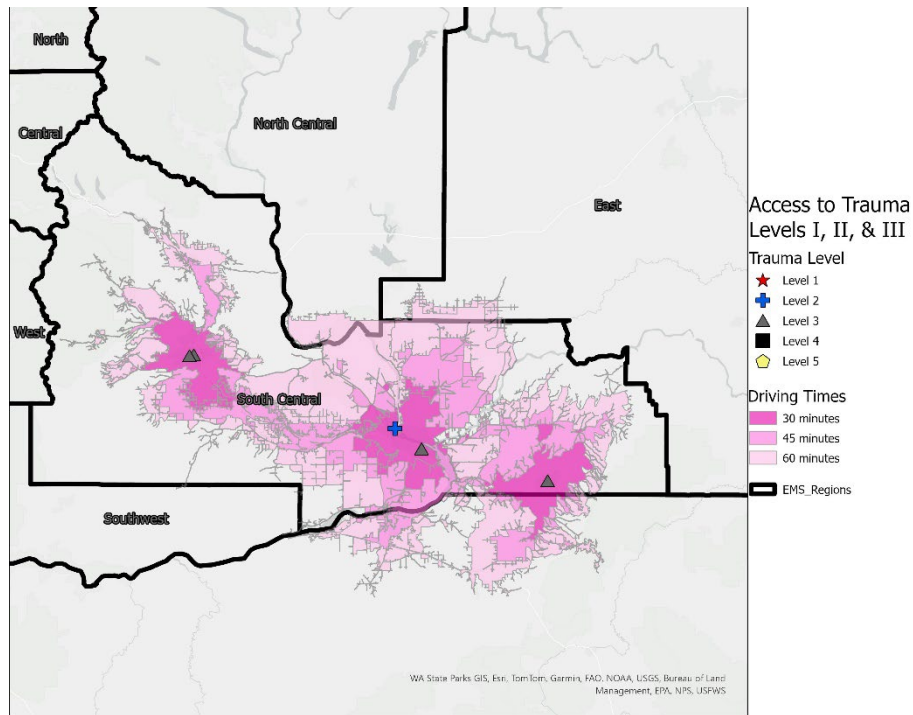 North
North Central
Central
East
West
South Central
Southwest
Access to Trauma
Levels I, II, & III
Trauma Level
Level 1
Level 2
Level 3
Level 4
Level 5
Driving Times
30 minutes
45 minutes
60 minutes
EMS_Regions
WA State Parks GIS, Esri, TomTom, Garmin, FAO, NOAA, USGS, Bureau of Land
Management, EPA, NPS, USFWS